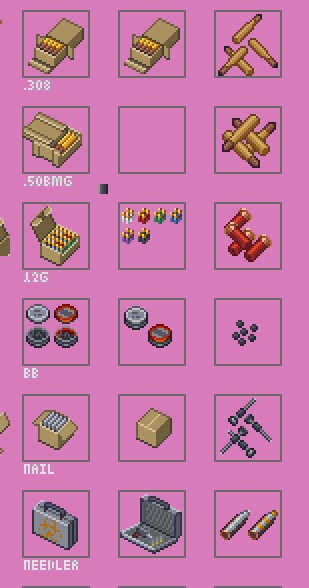 .308
.50BMG
12G
BB
NAIL
NEEDLER